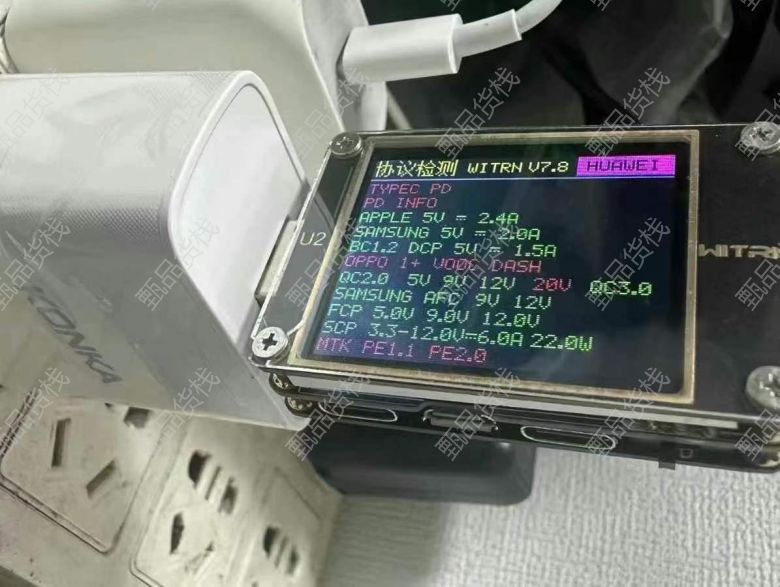 协议检测 WITRN V7.8 HUAWEI
TYPEC PD
PD INFO
APPLE 5V = 2.4A
SAMSUNG 5V = 2.0A
BC1.2 DCP 5V = 1.5A
OPPO 1+ VOOC DASH
QC2.0 5V 9V 12V 20V QC3.0
SAMSUNG AFC 9V 12V
FCP 5.0V 9.0V 12.0V
SCP 3.3-12.0V=6.0A 22.0W
MTK PE1.1 PE2.0
U2
WITRN
KONKA
甄品货栈